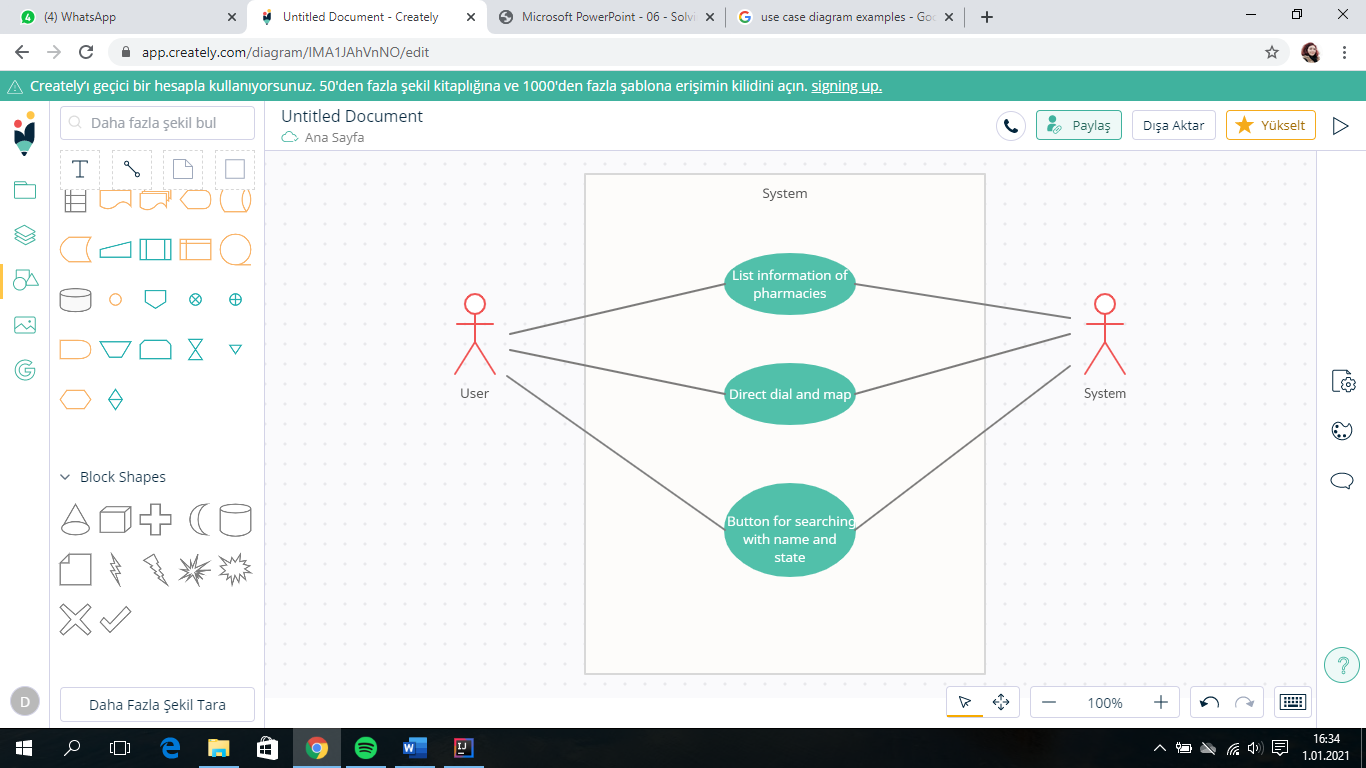 (4) WhatsApp
Untitled Document - Creately
Microsoft PowerPoint - 06 - Solvi
use case diagram examples - Goo
app.creately.com/diagram/IMA1JAhVnNO/edit
Creately'ı geçici bir hesapla kullanıyorsunuz. 50'den fazla şekil kitaplığına ve 1000'den fazla şablona erişimin kilidini açın. signing up.
Daha fazla şekil bul
Untitled Document
Ana Sayfa
Paylaş
Dışa Aktar
Yükselt
T
System
List information of
pharmacies
Direct dial and map
Button for searching
with name and
state
User
System
Block Shapes
D
Daha Fazla Şekil Tara
100%
?
16:34
1.01.2021